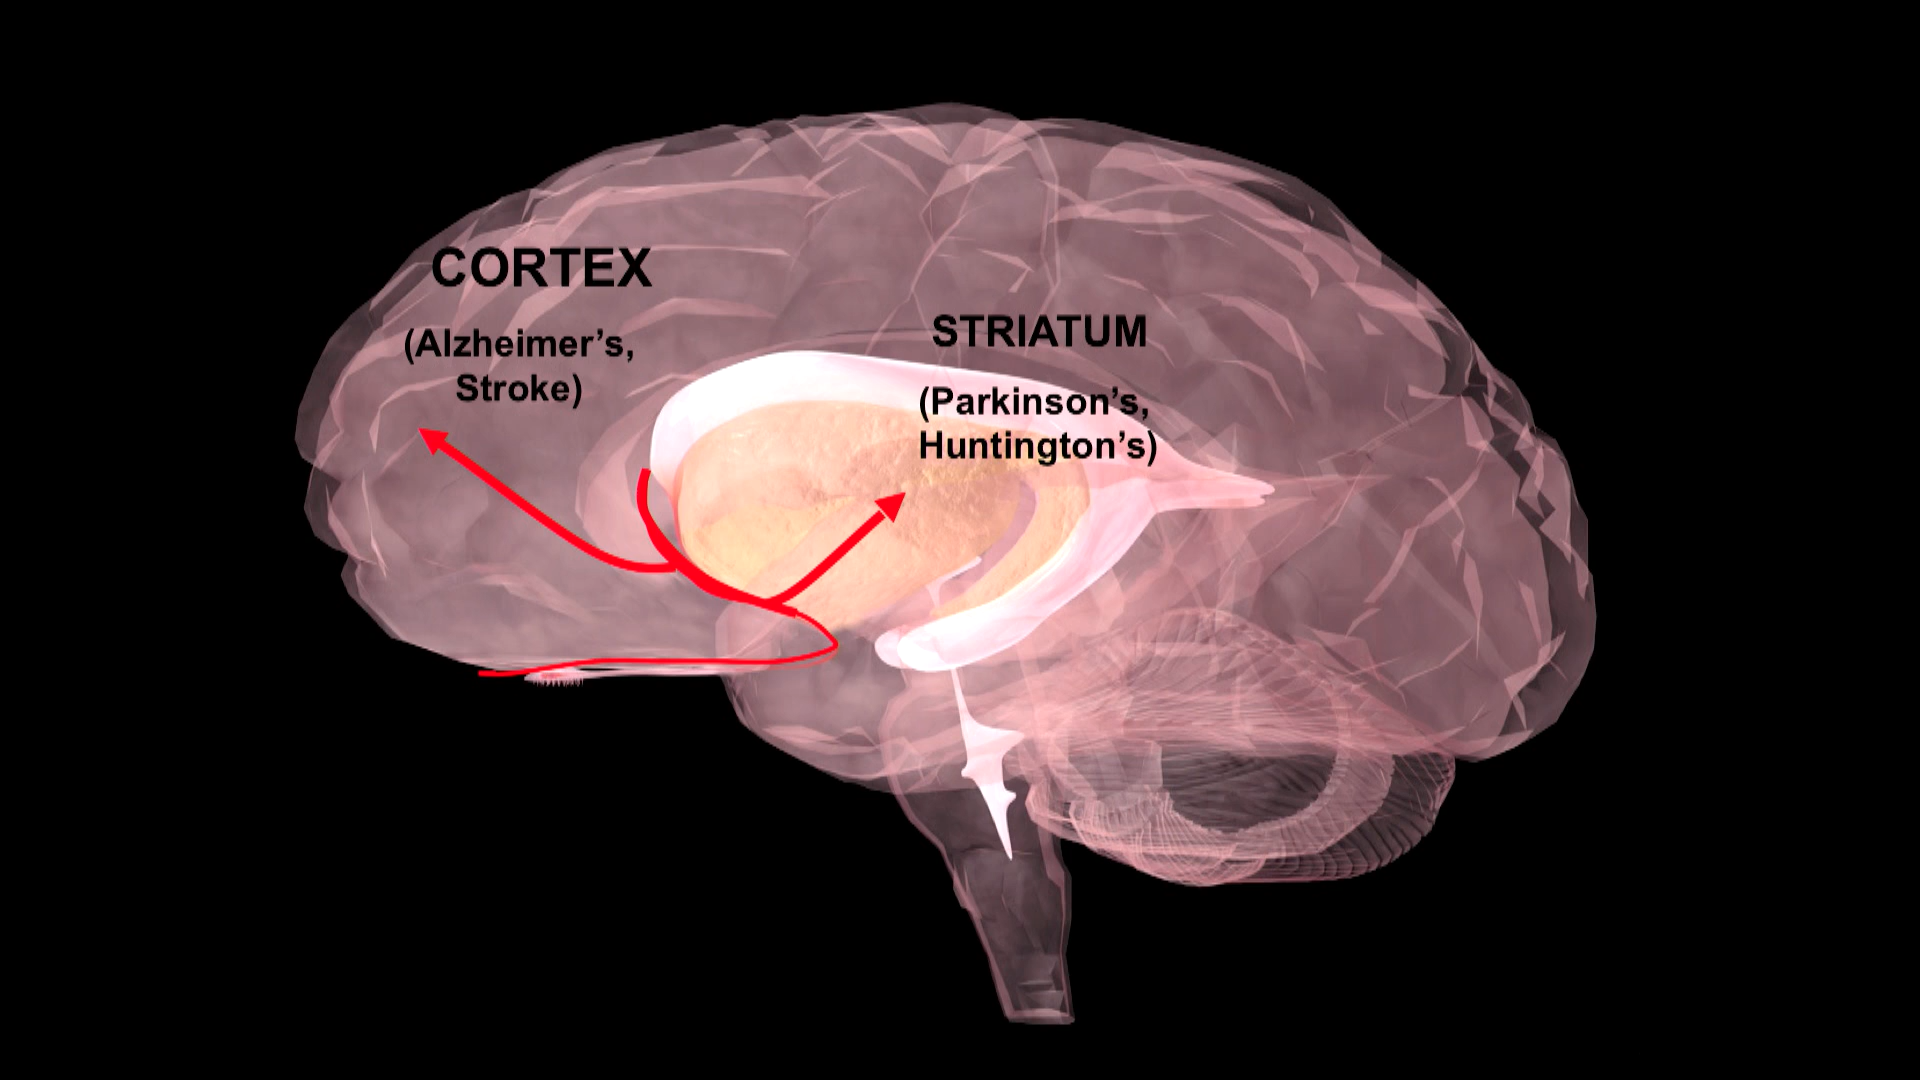 CORTEX
(Alzheimer’s,
Stroke)
STRIATUM
(Parkinson’s,
Huntington’s)